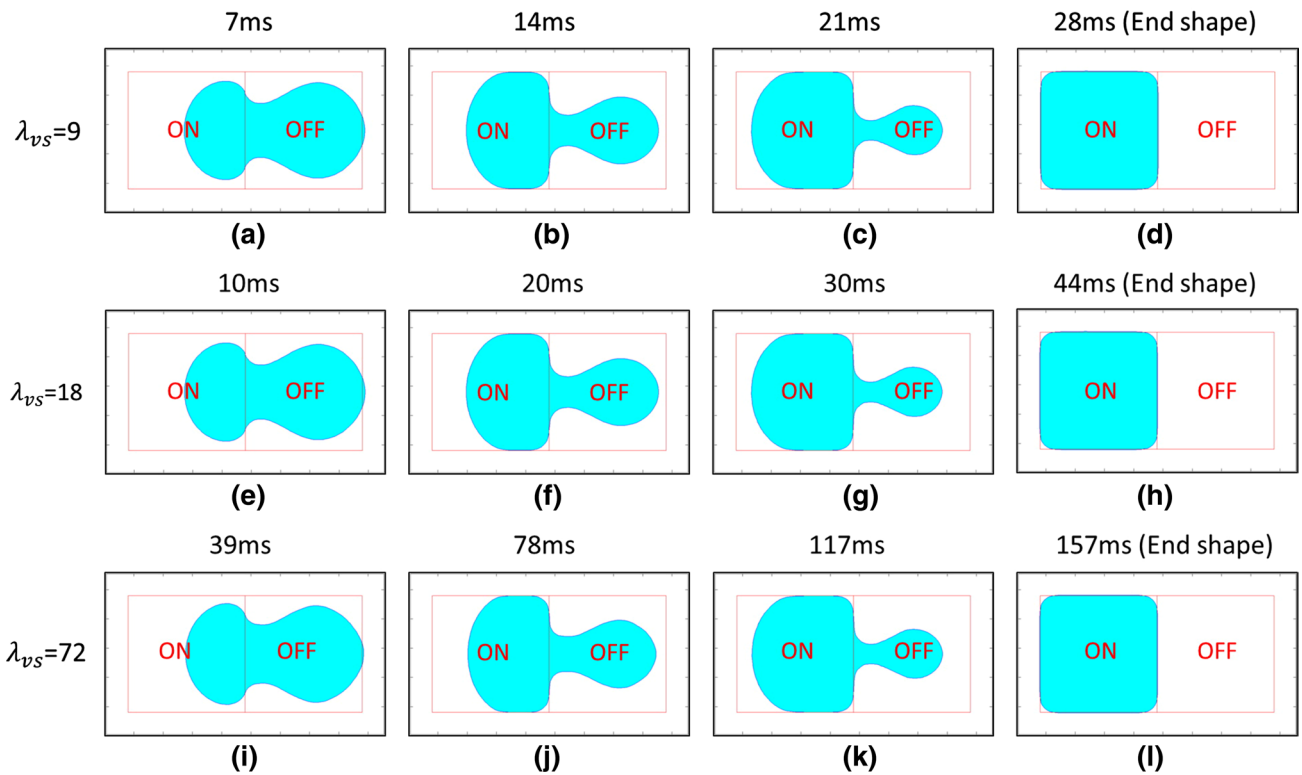 7ms 14ms 21ms 28ms (End shape)
λvs=9 ON OFF ON OFF ON OFF ON OFF
(a) (b) (c) (d)
10ms 20ms 30ms 44ms (End shape)
λvs=18 ON OFF ON OFF ON OFF ON OFF
(e) (f) (g) (h)
39ms 78ms 117ms 157ms (End shape)
λvs=72 ON OFF ON OFF ON OFF ON OFF
(i) (j) (k) (l)